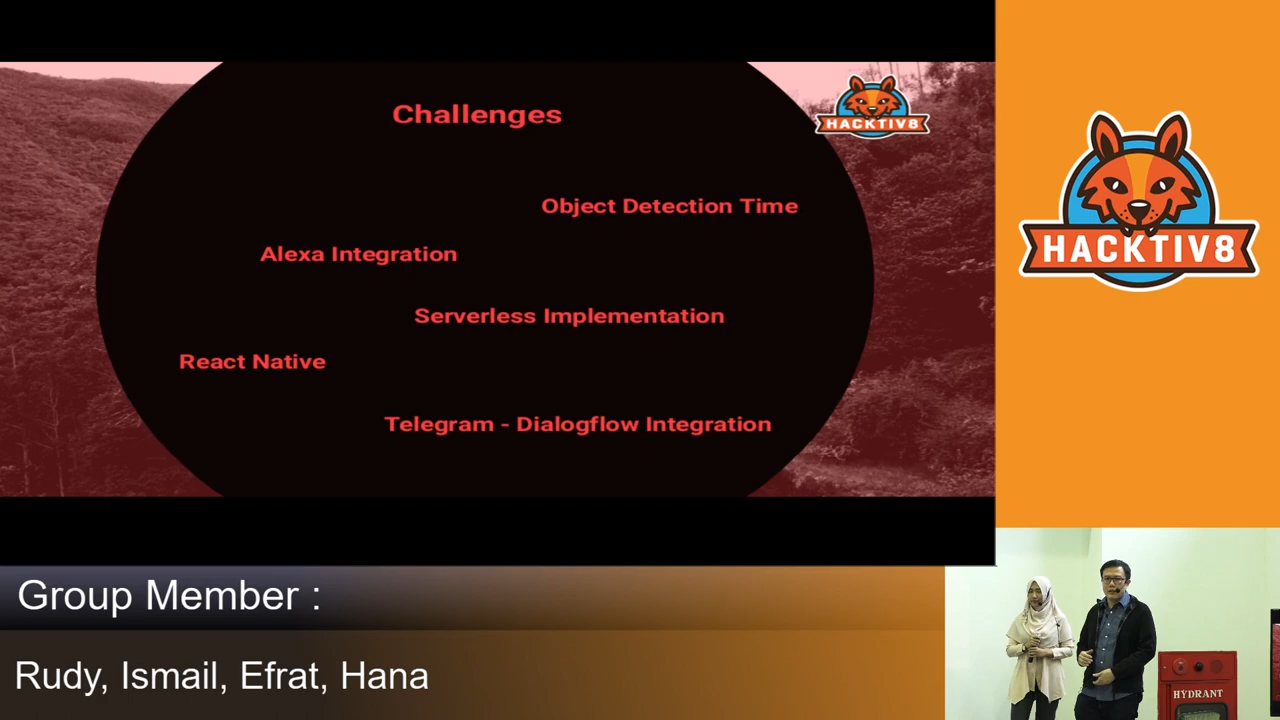 Challenges
HACKTIV8
Object Detection Time
Alexa Integration
Serverless Implementation
React Native
Telegram - Dialogflow Integration
HACKTIV8
Group Member :
Rudy, Ismail, Efrat, Hana
HYDRANT